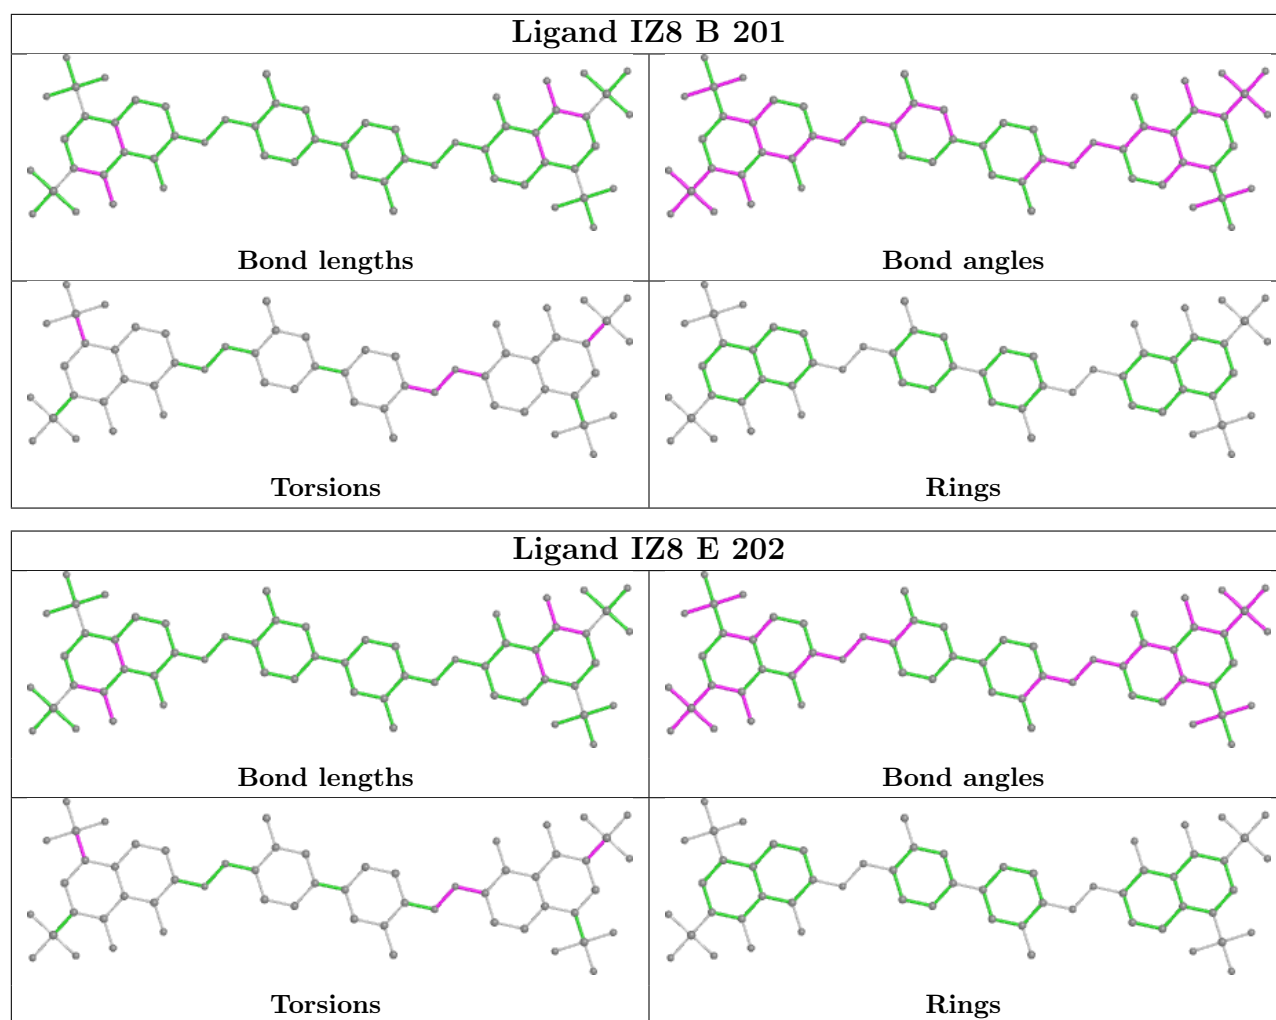 Ligand IZ8 B 201
Bond lengths
Bond angles
Torsions
Rings
Ligand IZ8 E 202
Bond lengths
Bond angles
Torsions
Rings